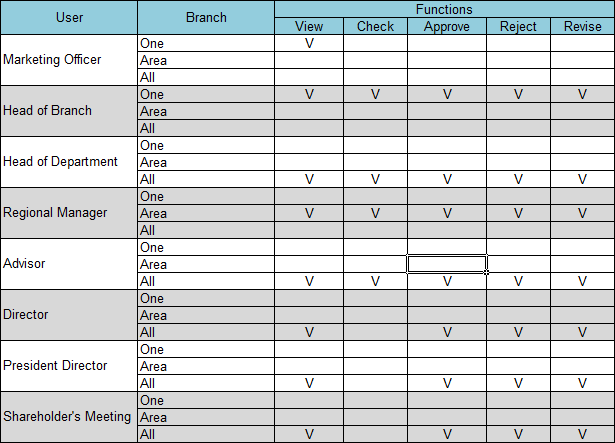 User Branch Functions
View Check Approve Reject Revise
Marketing Officer
One V
Area
All
Head of Branch
One V V V V V
Area
All
Head of Department
One
Area
All V V V V V
Regional Manager
One
Area V V V V V
All
Advisor
One
Area
All V V V V V
Director
One
Area
All V V V V
President Director
One
Area
All V V V V
Shareholder's Meeting
One
Area
All V V V V